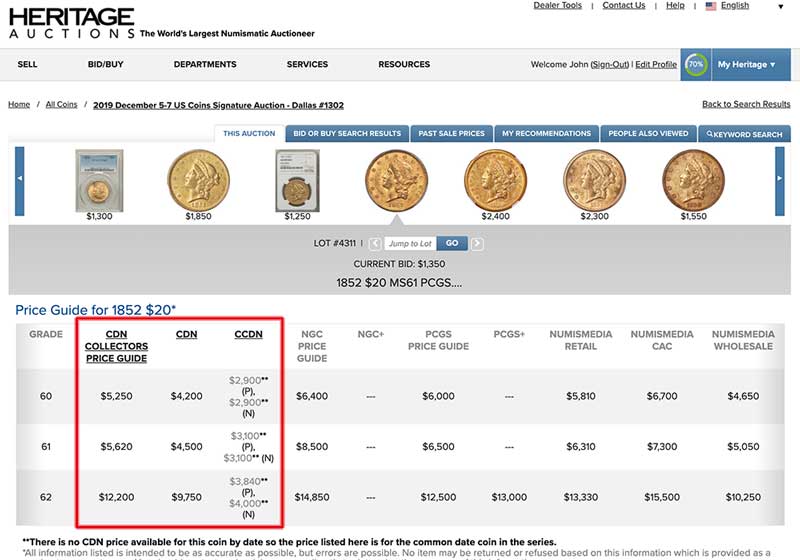 HERITAGE
AUCTIONS The World's Largest Numismatic Auctioneer
Dealer Tools | Contact Us | Help | English ▼
SELL BID/BUY DEPARTMENTS SERVICES RESOURCES Welcome John (Sign-Out) | Edit Profile 70% My Heritage ▼
Home / All Coins / 2019 December 5-7 US Coins Signature Auction - Dallas #1302 Back to Search Results
THIS AUCTION BID OR BUY SEARCH RESULTS PAST SALE PRICES MY RECOMMENDATIONS PEOPLE ALSO VIEWED KEYWORD SEARCH
$1,300 $1,850 $1,250 $2,400 $2,300 $1,550
LOT #4311 | Jump to Lot GO
CURRENT BID: $1,350
1852 $20 MS61 PCGS....
Price Guide for 1852 $20*
GRADE CDN COLLECTORS PRICE GUIDE CDN CCDN NGC PRICE GUIDE NGC+ PCGS PRICE GUIDE PCGS+ NUMISMEDIA RETAIL NUMISMEDIA CAC NUMISMEDIA WHOLESALE
60 $5,250 $4,200 $2,900** (P), $2,900** (N) $6,400 --- $6,000 --- $5,810 $6,700 $4,650
61 $5,620 $4,500 $3,100** (P), $3,100** (N) $8,500 --- $6,500 --- $6,310 $7,300 $5,050
62 $12,200 $9,750 $3,840** (P), $4,000** (N) $14,850 --- $12,500 $13,000 $13,330 $15,500 $10,250
**There is no CDN price available for this coin by date so the price listed here is for the common date coin in the series.
*All information listed is intended to be as accurate as possible, but errors are possible. No item may be returned or refused based on this information which is provided as a